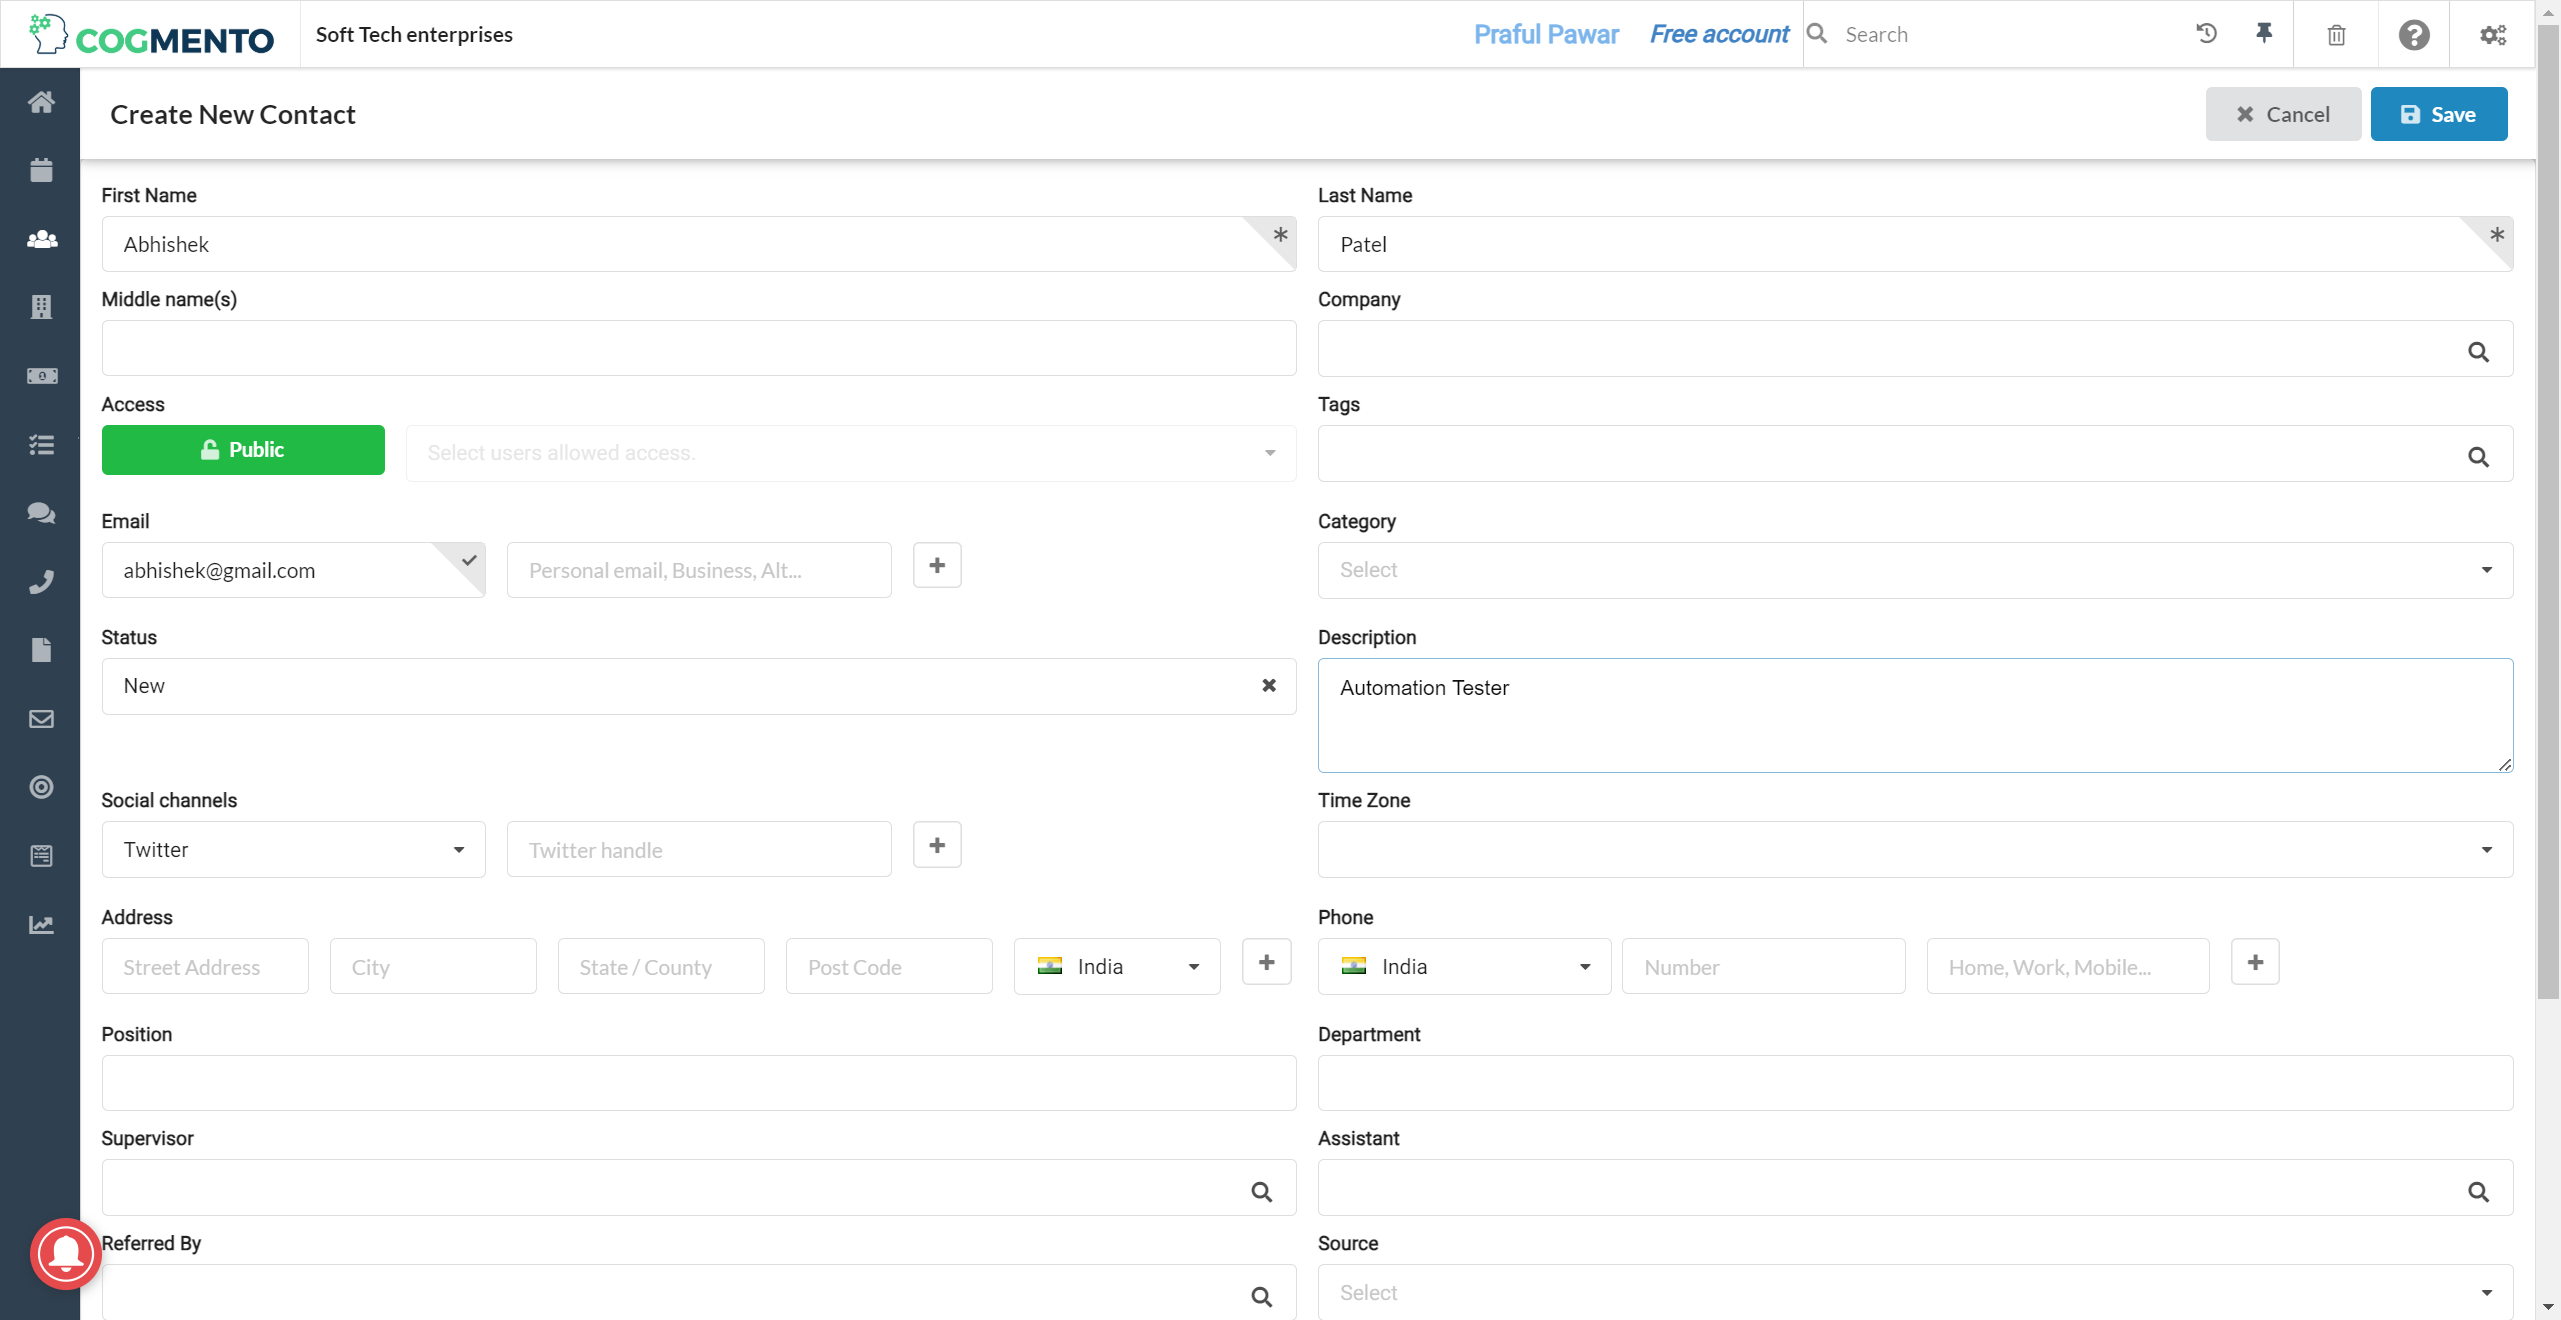 COGMENTO
Soft Tech enterprises
Praful Pawar
Free account
Search
Create New Contact
Cancel
Save
First Name
Last Name
Abhishek
Patel
Middle name(s)
Company
Access
Tags
Public
Select users allowed access.
Email
Category
abhishek@gmail.com
Personal email, Business, Alt...
Select
Status
Description
New
Automation Tester
Social channels
Time Zone
Twitter
Twitter handle
Address
Phone
Street Address
City
State / County
Post Code
India
India
Number
Home, Work, Mobile...
Position
Department
Supervisor
Assistant
Referred By
Source
Select